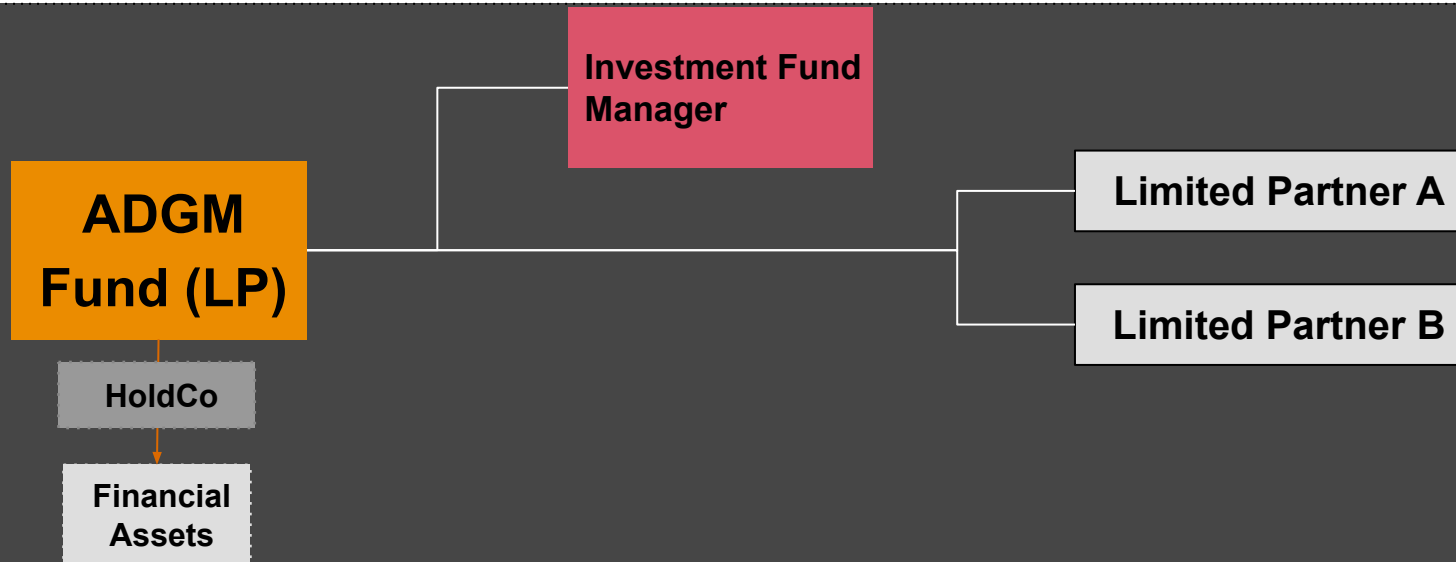 Investment Fund
Manager
ADGM
Fund (LP)
Limited Partner A
Limited Partner B
HoldCo
Financial
Assets